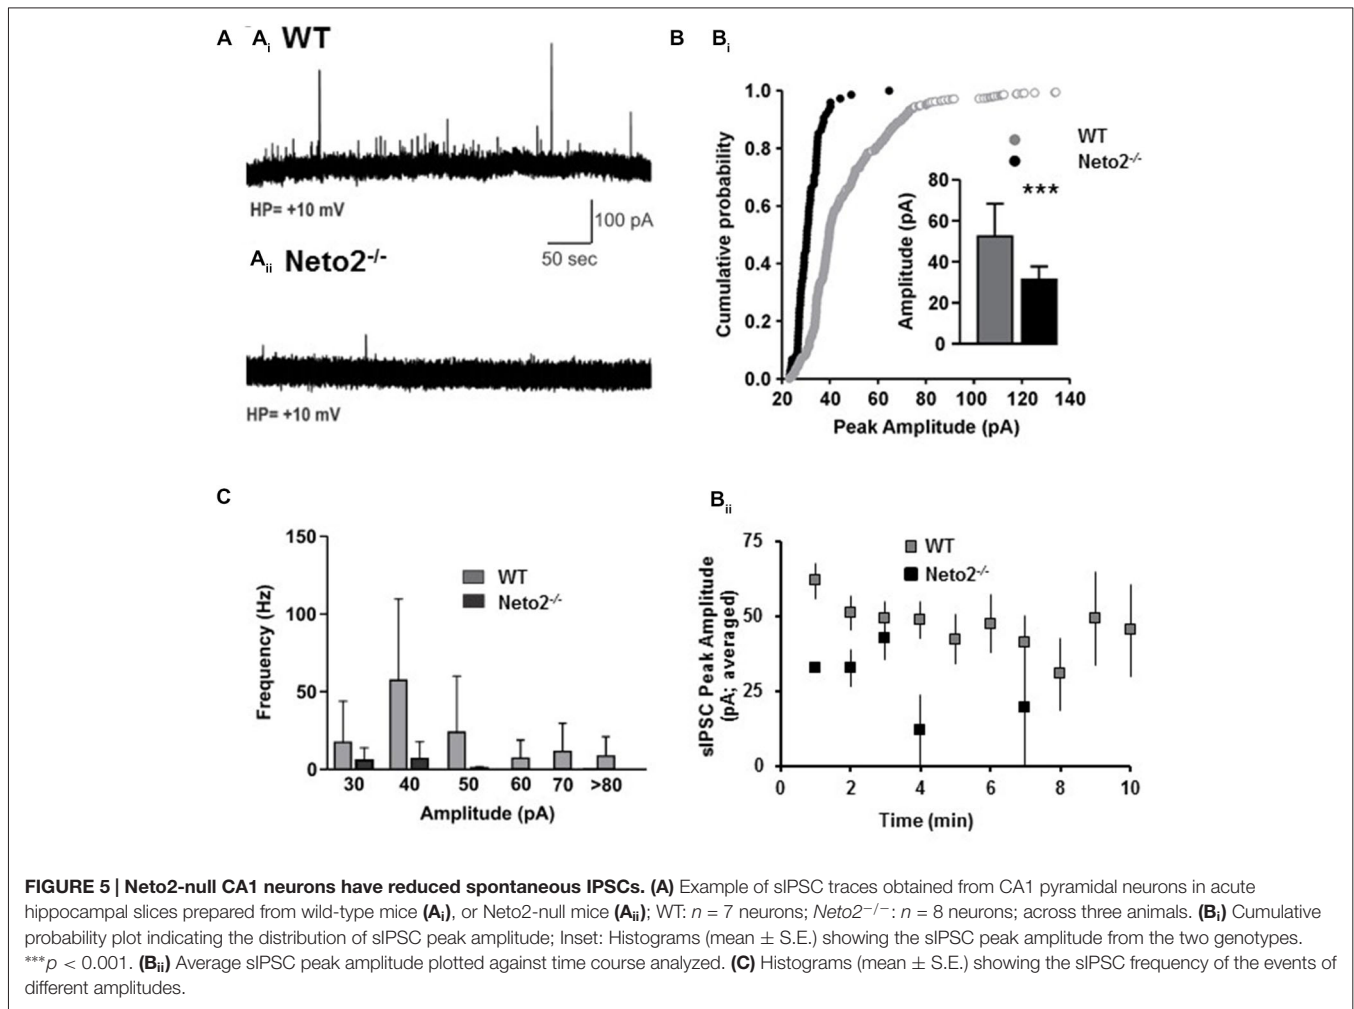 A A_i WT
HP= +10 mV
100 pA
50 sec
A_ii Neto2-/-
HP= +10 mV
B B_i
Cumulative probability
1.0
0.8
0.6
0.4
0.2
0.0
20 40 60 80 100 120 140
Peak Amplitude (pA)
WT
Neto2-/-
***
Amplitude (pA)
80
60
40
20
0
C
Frequency (Hz)
150
100
50
0
WT
Neto2-/-
30 40 50 60 70 >80
Amplitude (pA)
B_ii
sIPSC Peak Amplitude
(pA; averaged)
75
50
25
0
WT
Neto2-/-
0 2 4 6 8 10
Time (min)
FIGURE 5 | Neto2-null CA1 neurons have reduced spontaneous IPSCs. (A) Example of sIPSC traces obtained from CA1 pyramidal neurons in acute
hippocampal slices prepared from wild-type mice (A_i), or Neto2-null mice (A_ii); WT: n = 7 neurons; Neto2−/−: n = 8 neurons; across three animals. (B_i) Cumulative
probability plot indicating the distribution of sIPSC peak amplitude; Inset: Histograms (mean ± S.E.) showing the sIPSC peak amplitude from the two genotypes.
***p < 0.001. (B_ii) Average sIPSC peak amplitude plotted against time course analyzed. (C) Histograms (mean ± S.E.) showing the sIPSC frequency of the events of
different amplitudes.